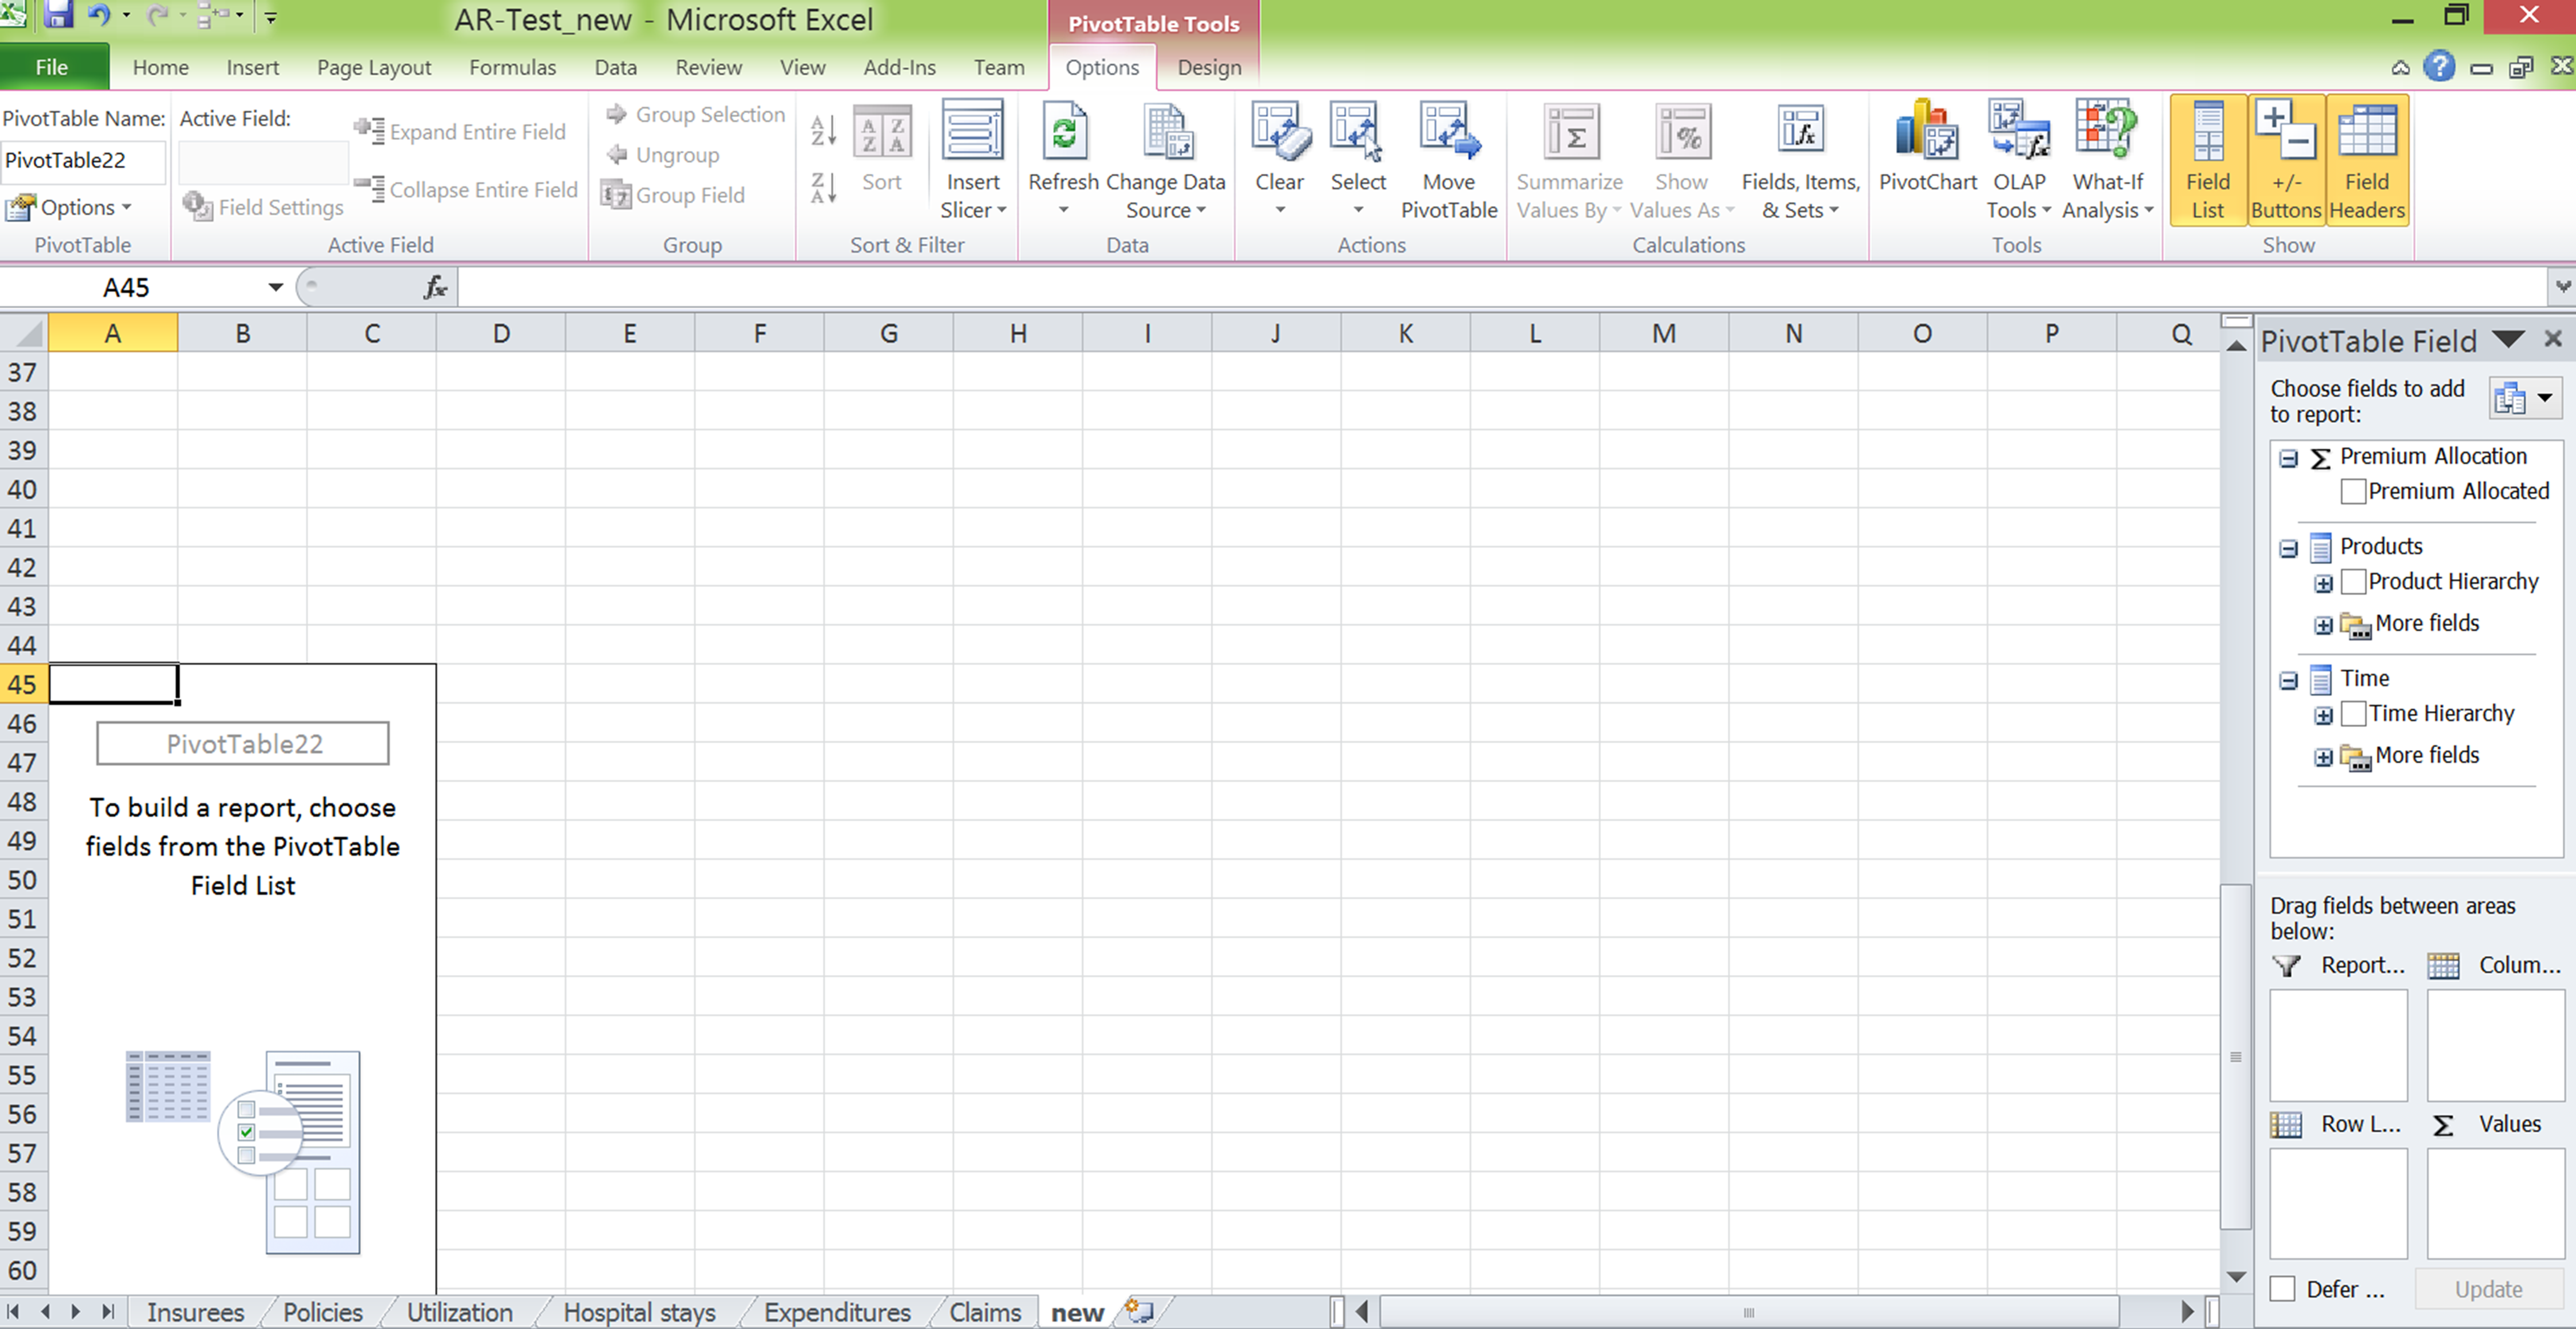 AR-Test_new - Microsoft Excel
PivotTable Tools
File Home Insert Page Layout Formulas Data Review View Add-Ins Team Options Design
PivotTable Name:
PivotTable22
Options
PivotTable
Active Field:
Field Settings
Expand Entire Field
Collapse Entire Field
Active Field
Group Selection
Ungroup
Group Field
Group
Sort
Insert
Slicer
Sort & Filter
Refresh
Change Data
Source
Data
Clear
Select
Move
PivotTable
Actions
Summarize
Values By
Show
Values As
Fields, Items,
& Sets
Calculations
PivotChart
OLAP
Tools
What-If
Analysis
Tools
Field
List
+/-
Buttons
Field
Headers
Show
A45
fx
A B C D E F G H I J K L M N O P Q
37
38
39
40
41
42
43
44
45
46
47
48
49
50
51
52
53
54
55
56
57
58
59
60
PivotTable22
To build a report, choose
fields from the PivotTable
Field List
PivotTable Field
Choose fields to add
to report:
Σ Premium Allocation
Premium Allocated
Products
Product Hierarchy
More fields
Time
Time Hierarchy
More fields
Drag fields between areas
below:
Report... Colum...
Row L... Σ Values
Defer ... Update
Insurees Policies Utilization Hospital stays Expenditures Claims new